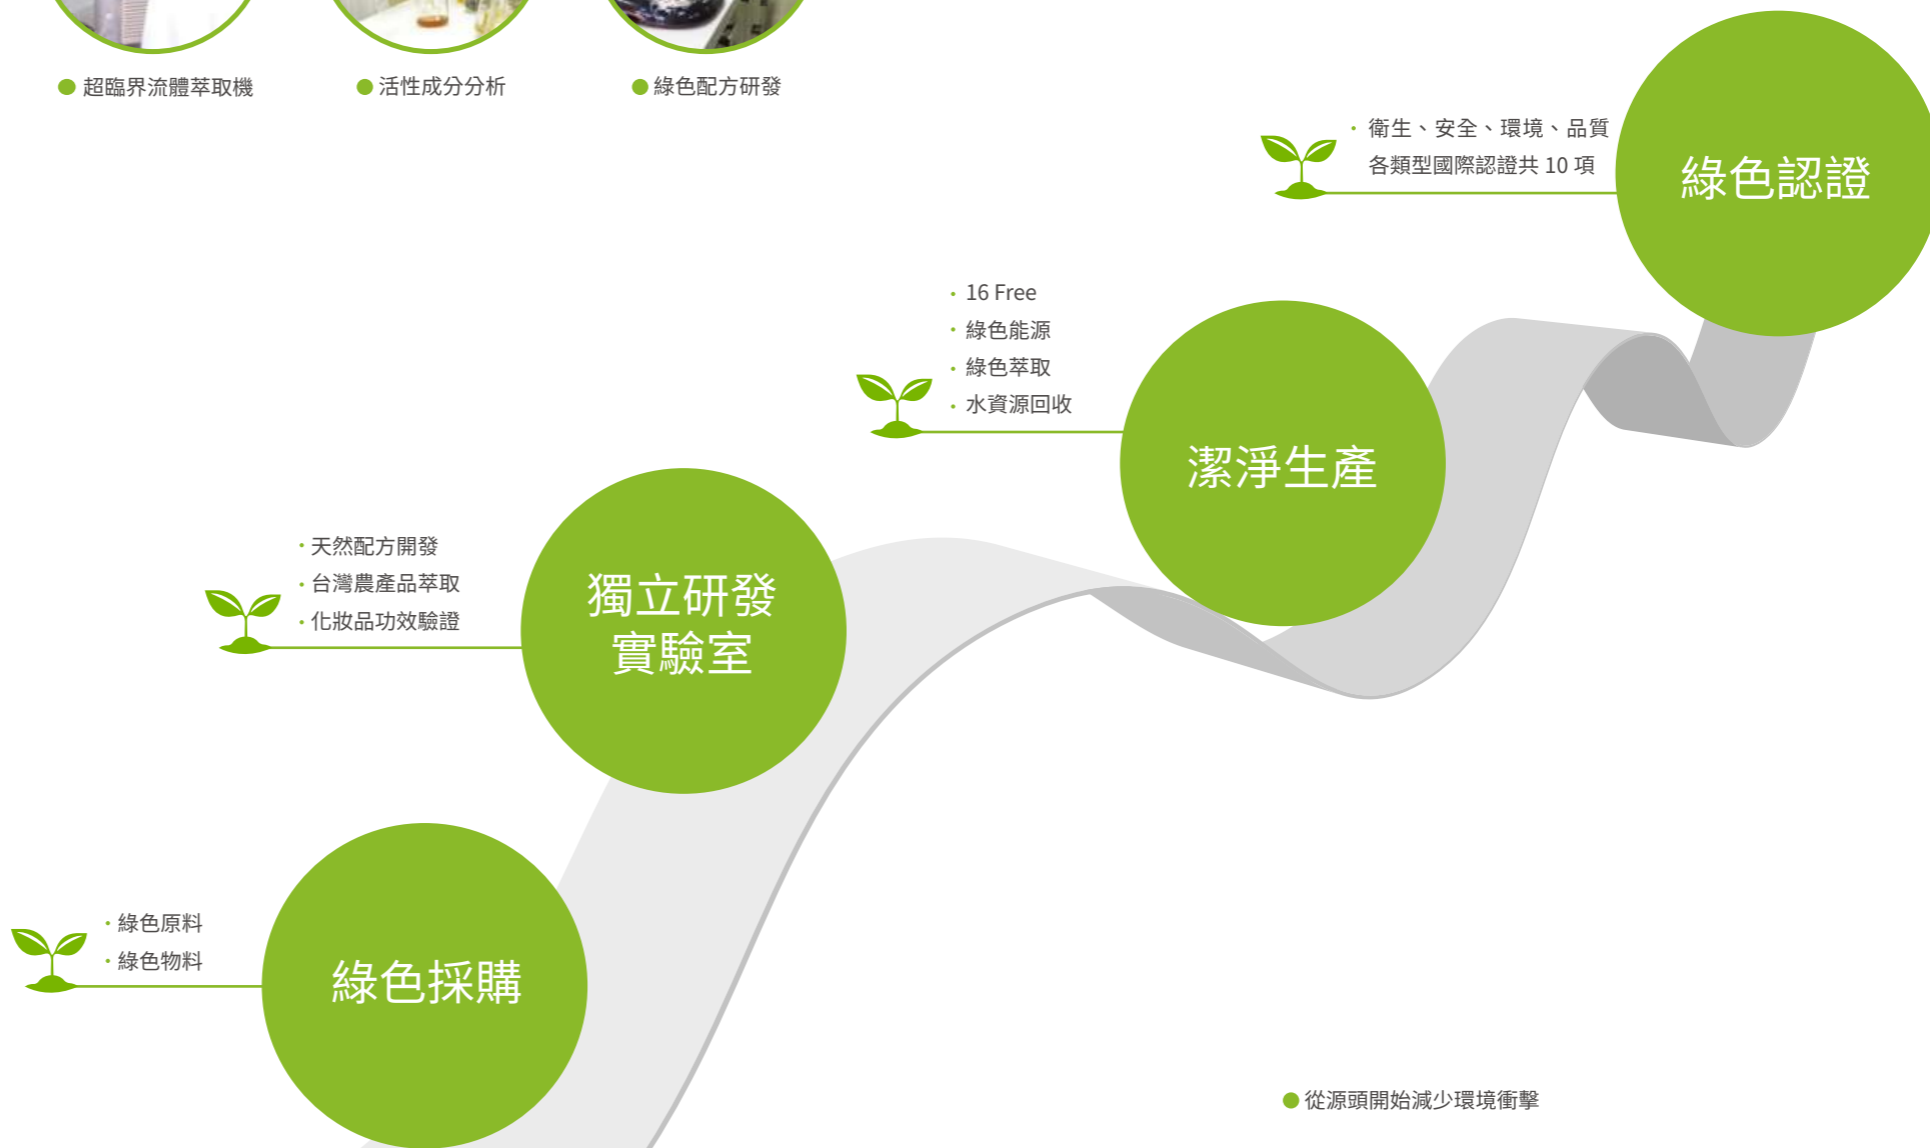 超臨界流體萃取機
活性成分分析
綠色配方研發
・衛生、安全、環境、品質
各類型國際認證共 10 項
綠色認證
・16 Free
・綠色能源
・綠色萃取
・水資源回收
潔淨生產
・天然配方開發
・台灣農產品萃取
・化妝品功效驗證
獨立研發
實驗室
・綠色原料
・綠色物料
綠色採購
從源頭開始減少環境衝擊